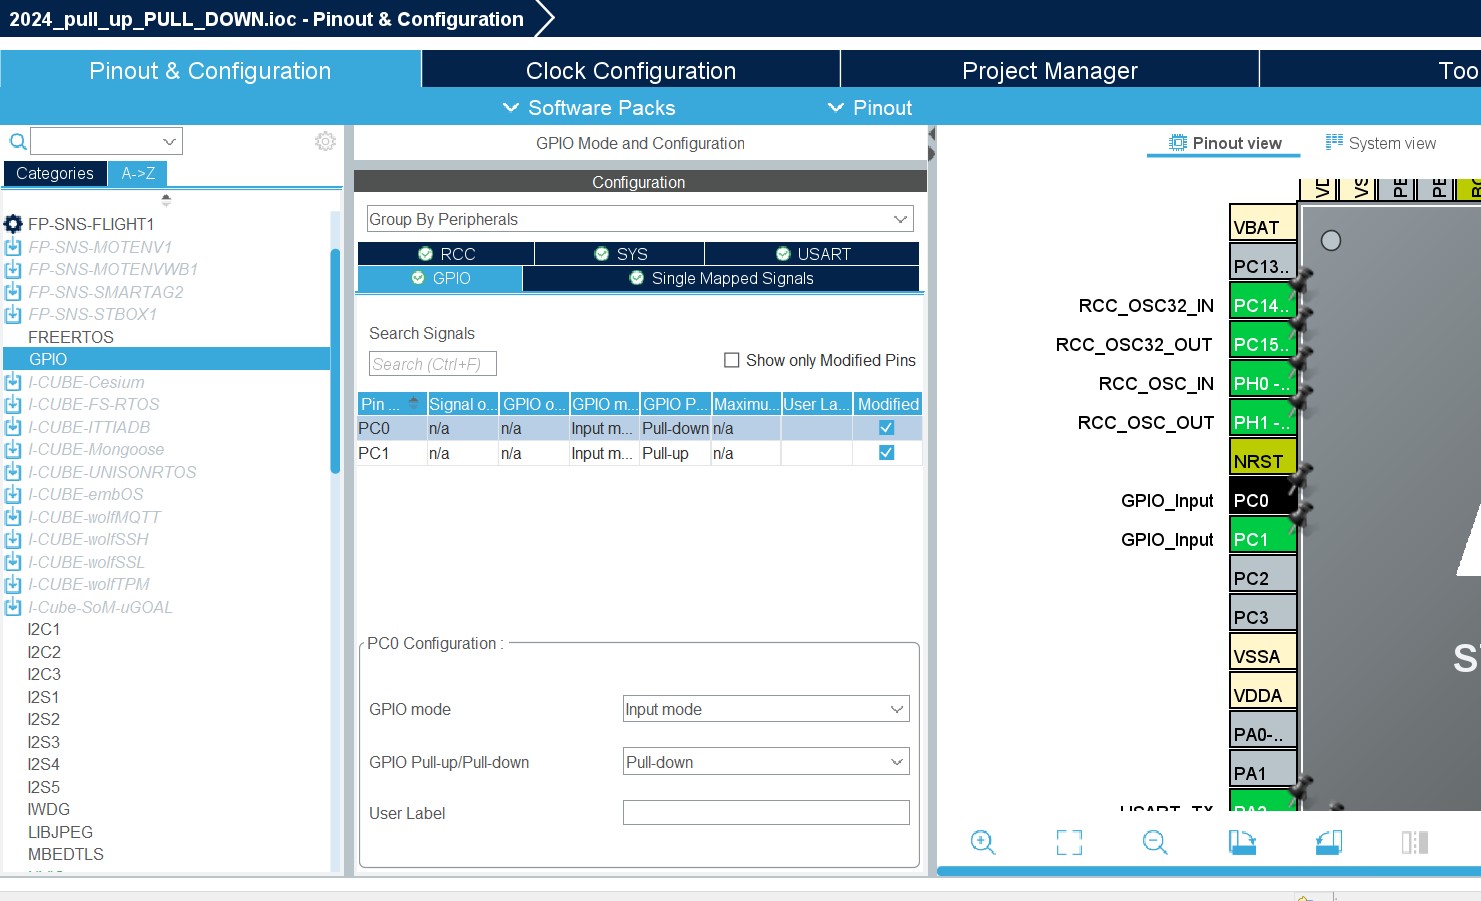 2024_pull_up_PULL_DOWN.ioc - Pinout & Configuration
Pinout & Configuration
Clock Configuration
Project Manager
Too
Software Packs
Pinout
GPIO Mode and Configuration
Pinout view
System view
Categories
A->Z
Configuration
Group By Peripherals
RCC
SYS
USART
GPIO
Single Mapped Signals
Search Signals
Search (Ctrl+F)
Show only Modified Pins
Pin ...
Signal o...
GPIO o...
GPIO m...
GPIO P...
Maximu...
User La...
Modified
PC0
n/a
n/a
Input m...
Pull-down
n/a
PC1
n/a
n/a
Input m...
Pull-up
n/a
PC0 Configuration :
GPIO mode
Input mode
GPIO Pull-up/Pull-down
Pull-down
User Label
FP-SNS-FLIGHT1
FP-SNS-MOTENV1
FP-SNS-MOTENVWB1
FP-SNS-SMARTAG2
FP-SNS-STBOX1
FREERTOS
GPIO
I-CUBE-Cesium
I-CUBE-FS-RTOS
I-CUBE-ITTIADB
I-CUBE-Mongoose
I-CUBE-UNISONRTOS
I-CUBE-embOS
I-CUBE-wolfMQTT
I-CUBE-wolfSSH
I-CUBE-wolfSSL
I-CUBE-wolfTPM
I-Cube-SoM-uGOAL
I2C1
I2C2
I2C3
I2S1
I2S2
I2S3
I2S4
I2S5
IWDG
LIBJPEG
MBEDTLS
VBAT
PC13..
RCC_OSC32_IN
PC14..
RCC_OSC32_OUT
PC15..
RCC_OSC_IN
PH0 -..
RCC_OSC_OUT
PH1 -..
NRST
GPIO_Input
PC0
GPIO_Input
PC1
PC2
PC3
VSSA
VDDA
PA0-..
PA1
USART_TX
PA2